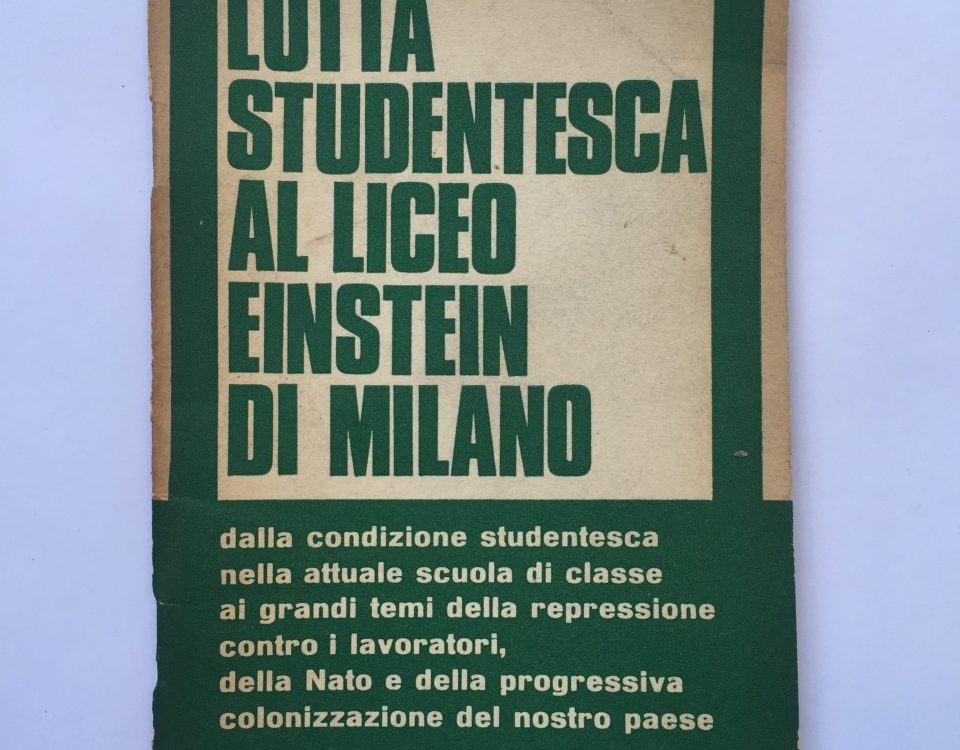 LOTTA
STUDENTESCA
AL LICEO
EINSTEIN
DI MILANO
dalla condizione studentesca
nella attuale scuola di classe
ai grandi temi della repressione
contro i lavoratori,
della Nato e della progressiva
colonizzazione del nostro paese